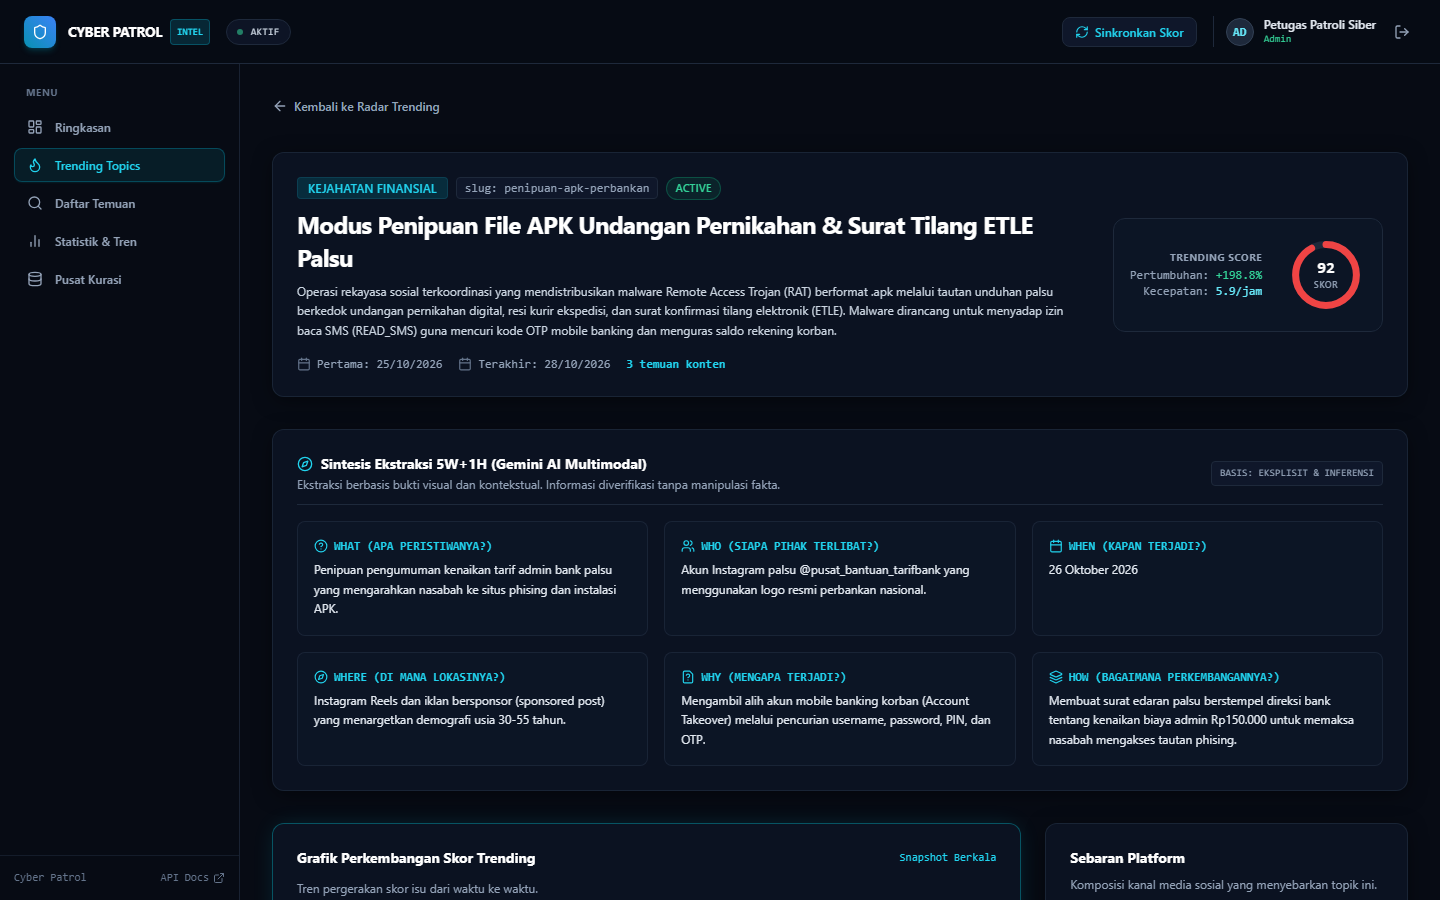 CYBER PATROL INTEL AKTIF
Sinkronkan Skor
AD Petugas Patroli Siber
Admin
MENU
Ringkasan
Trending Topics
Daftar Temuan
Statistik & Tren
Pusat Kurasi
Cyber Patrol API Docs
Kembali ke Radar Trending
KEJAHATAN FINANSIAL slug: penipuan-apk-perbankan ACTIVE
Modus Penipuan File APK Undangan Pernikahan & Surat Tilang ETLE
Palsu
Operasi rekayasa sosial terkoordinasi yang mendistribusikan malware Remote Access Trojan (RAT) berformat .apk melalui tautan unduhan palsu
berkedok undangan pernikahan digital, resi kurir ekspedisi, dan surat konfirmasi tilang elektronik (ETLE). Malware dirancang untuk menyadap izin
baca SMS (READ_SMS) guna mencuri kode OTP mobile banking dan menguras saldo rekening korban.
Pertama: 25/10/2026 Terakhir: 28/10/2026 3 temuan konten
TRENDING SCORE
Pertumbuhan: +198.8%
Kecepatan: 5.9/jam
92
SKOR
Sintesis Ekstraksi 5W+1H (Gemini AI Multimodal)
Ekstraksi berbasis bukti visual dan kontekstual. Informasi diverifikasi tanpa manipulasi fakta.
BASIS: EKSPLISIT & INFERENSI
WHAT (APA PERISTIWANYA?)
Penipuan pengumuman kenaikan tarif admin bank palsu
yang mengarahkan nasabah ke situs phising dan instalasi
APK.
WHO (SIAPA PIHAK TERLIBAT?)
Akun Instagram palsu @pusat_bantuan_tarifbank yang
menggunakan logo resmi perbankan nasional.
WHEN (KAPAN TERJADI?)
26 Oktober 2026
WHERE (DI MANA LOKASINYA?)
Instagram Reels dan iklan bersponsor (sponsored post)
yang menargetkan demografi usia 30-55 tahun.
WHY (MENGAPA TERJADI?)
Mengambil alih akun mobile banking korban (Account
Takeover) melalui pencurian username, password, PIN, dan
OTP.
HOW (BAGAIMANA PERKEMBANGANNYA?)
Membuat surat edaran palsu berstempel direksi bank
tentang kenaikan biaya admin Rp150.000 untuk memaksa
nasabah mengakses tautan phising.
Grafik Perkembangan Skor Trending
Snapshot Berkala
Tren pergerakan skor isu dari waktu ke waktu.
Sebaran Platform
Komposisi kanal media sosial yang menyebarkan topik ini.